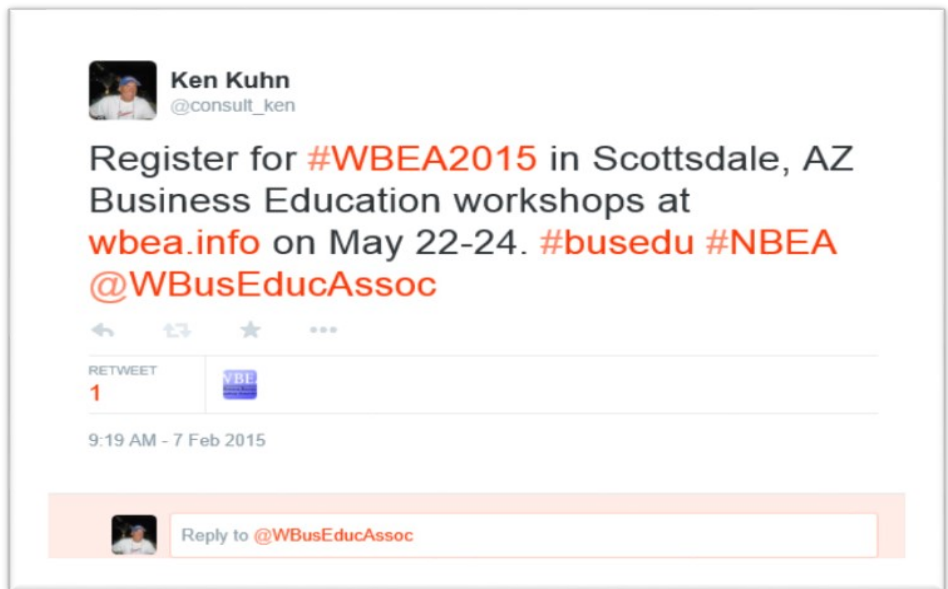 Ken Kuhn
@consult_ken
Register for #WBEA2015 in Scottsdale, AZ
Business Education workshops at
wbea.info on May 22-24. #busedu #NBEA
@WBusEducAssoc
RETWEET
1
9:19 AM - 7 Feb 2015
Reply to @WBusEducAssoc